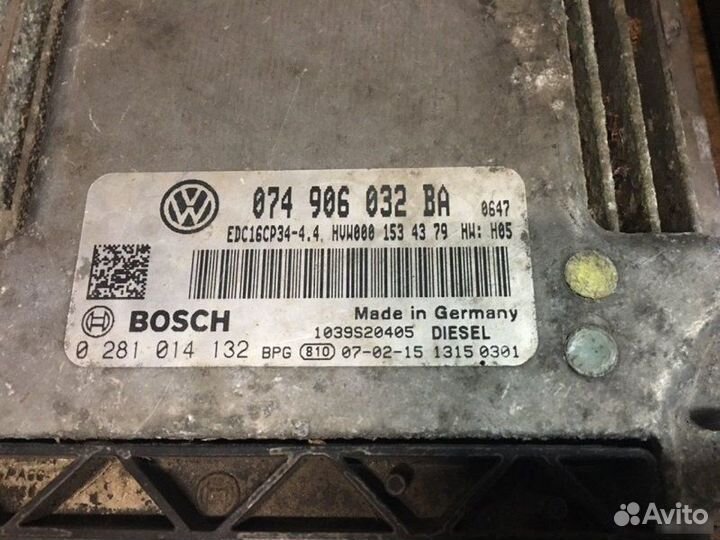 074 906 032 BA 0647
EDC16CP34-4.4. HVW000 153 43 79 HW: H05
BOSCH
Made in Germany
1039S20405 DIESEL
0 281 014 132 BPG 810 07-02-15 1315 0301
Avito